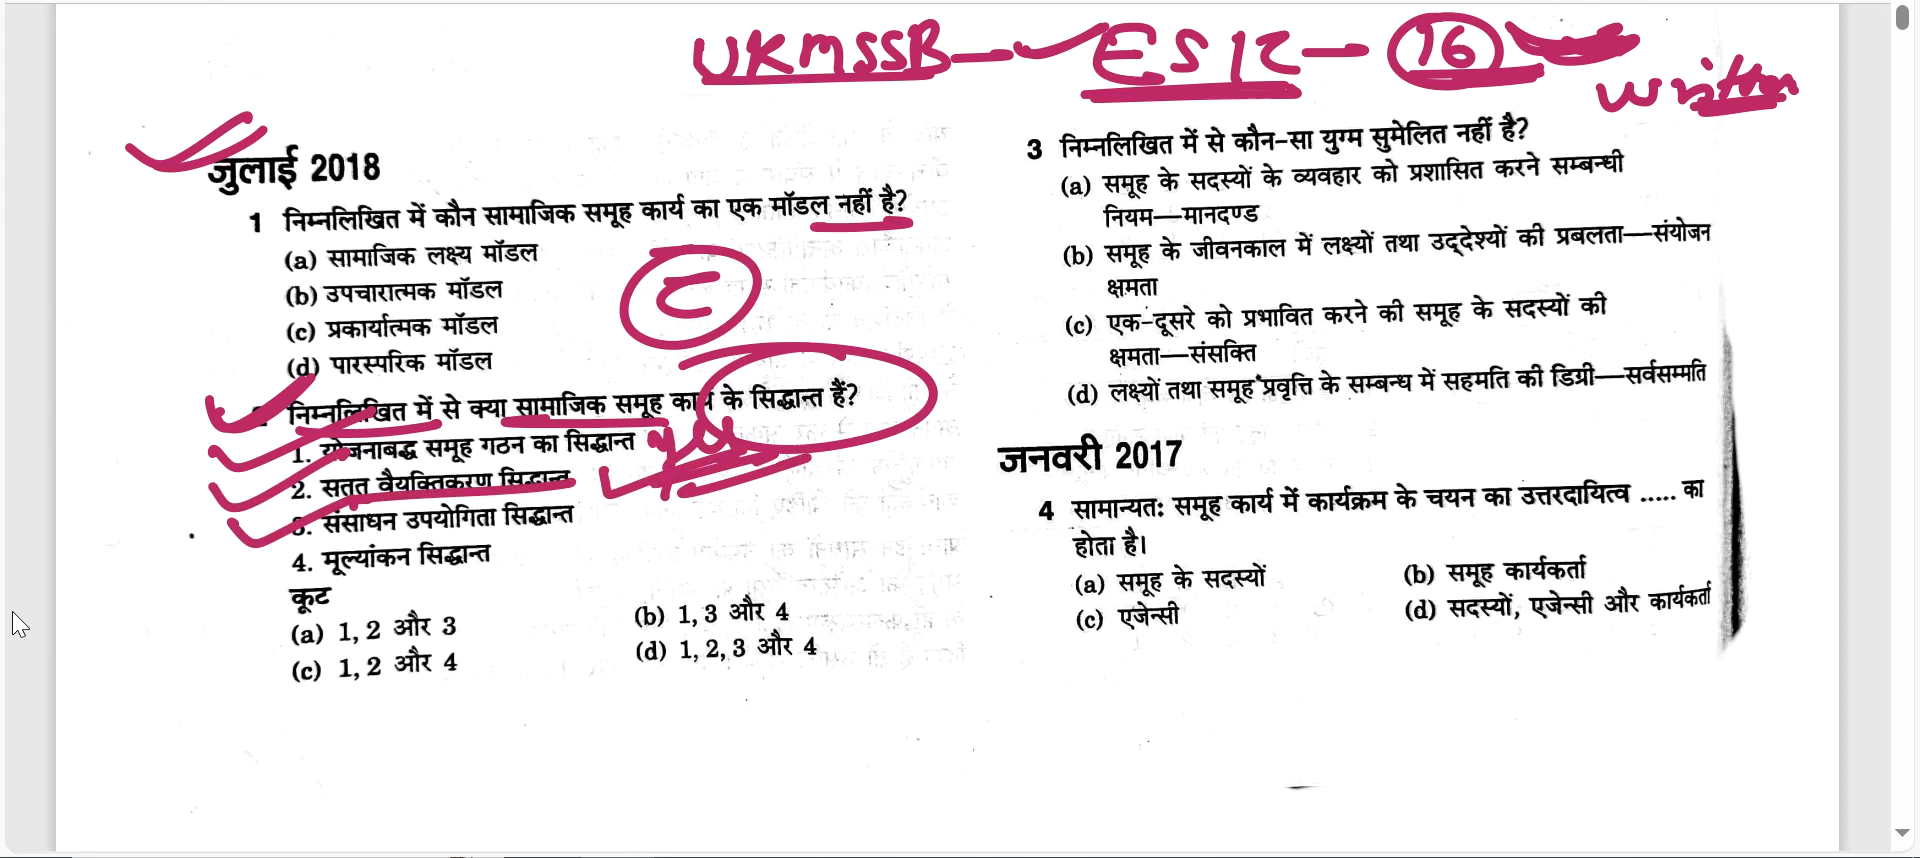 UKMSSB — ESIC — 16
written
जुलाई 2018
1 निम्नलिखित में कौन सामाजिक समूह कार्य का एक मॉडल नहीं है?
(a) सामाजिक लक्ष्य मॉडल
(b) उपचारात्मक मॉडल
(c) प्रकार्यात्मक मॉडल
(d) पारस्परिक मॉडल
C
निम्नलिखित में से क्या सामाजिक समूह कार्य के सिद्धान्त हैं?
1. योजनाबद्ध समूह गठन का सिद्धान्त
2. सतत वैयक्तिकरण सिद्धान्त
3. संसाधन उपयोगिता सिद्धान्त
4. मूल्यांकन सिद्धान्त
कूट
(a) 1, 2 और 3 (b) 1, 3 और 4
(c) 1, 2 और 4 (d) 1, 2, 3 और 4
3 निम्नलिखित में से कौन-सा युग्म सुमेलित नहीं है?
(a) समूह के सदस्यों के व्यवहार को प्रशासित करने सम्बन्धी
नियम—मानदण्ड
(b) समूह के जीवनकाल में लक्ष्यों तथा उद्देश्यों की प्रबलता—संयोजन
क्षमता
(c) एक-दूसरे को प्रभावित करने की समूह के सदस्यों की
क्षमता—संसक्ति
(d) लक्ष्यों तथा समूह प्रवृत्ति के सम्बन्ध में सहमति की डिग्री—सर्वसम्मति
जनवरी 2017
4 सामान्यतः समूह कार्य में कार्यक्रम के चयन का उत्तरदायित्व ..... का
होता है।
(a) समूह के सदस्यों (b) समूह कार्यकर्ता
(c) एजेन्सी (d) सदस्यों, एजेन्सी और कार्यकर्ता